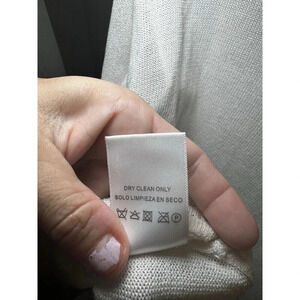 DRY CLEAN ONLY
SOLO LIMPIEZA EN SECO